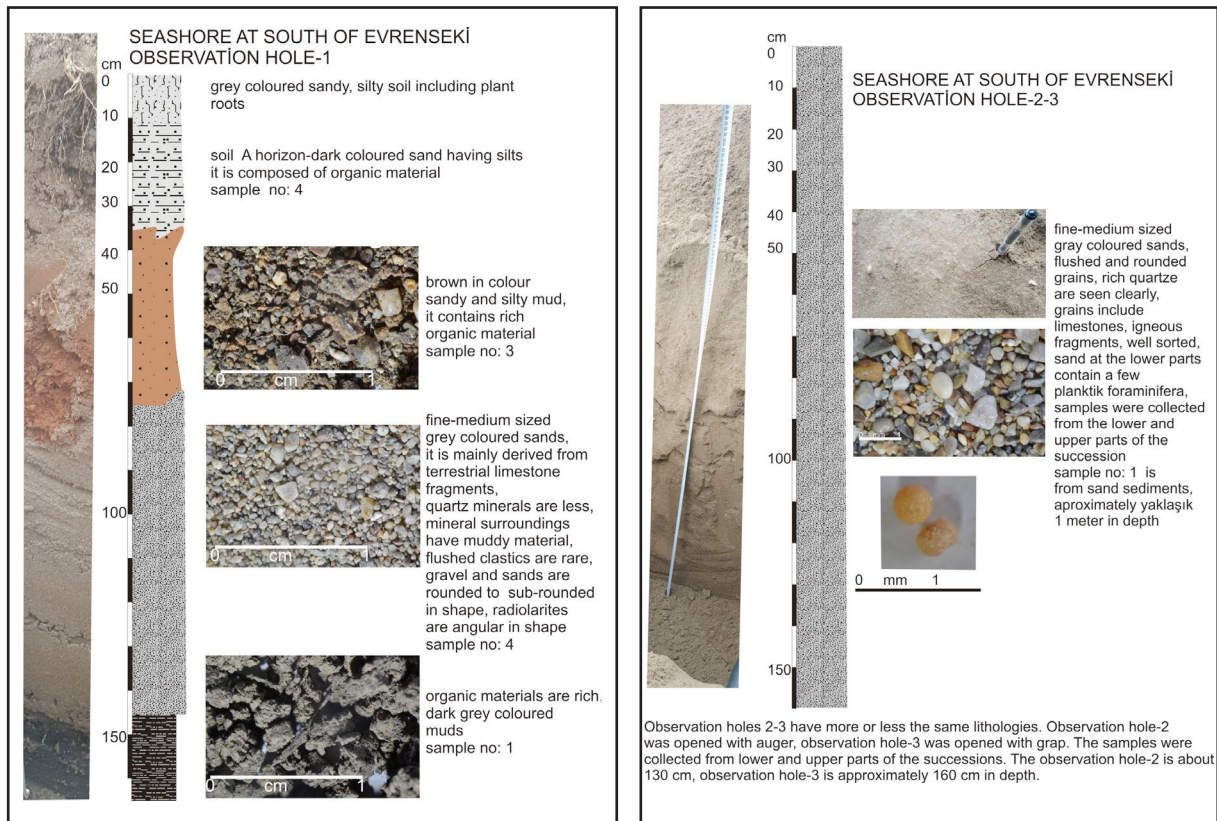 SEASHORE AT SOUTH OF EVRENSEKİ
OBSERVATİON HOLE-1
cm
0
10
20
30
40
50
100
150
grey coloured sandy, silty soil including plant
roots
soil A horizon-dark coloured sand having silts
it is composed of organic material
sample no: 4
brown in colour
sandy and silty mud,
it contains rich
organic material
sample no: 3
0 cm 1
fine-medium sized
grey coloured sands,
it is mainly derived from
terrestrial limestone
fragments,
quartz minerals are less,
mineral surroundings
have muddy material,
flushed clastics are rare,
gravel and sands are
rounded to sub-rounded
in shape, radiolarites
are angular in shape
sample no: 4
0 cm 1
organic materials are rich.
dark grey coloured
muds
sample no: 1
0 cm 1
cm
0
10
20
30
40
50
100
150
SEASHORE AT SOUTH OF EVRENSEKİ
OBSERVATİON HOLE-2-3
fine-medium sized
gray coloured sands,
flushed and rounded
grains, rich quartze
are seen clearly,
grains include
limestones, igneous
fragments, well sorted,
sand at the lower parts
contain a few
planktik foraminifera,
samples were collected
from the lower and
upper parts of the
succession
sample no: 1 is
from sand sediments,
aproximately yaklaşık
1 meter in depth
0 mm 1
Observation holes 2-3 have more or less the same lithologies. Observation hole-2
was opened with auger, observation hole-3 was opened with grap. The samples were
collected from lower and upper parts of the successions. The observation hole-2 is about
130 cm, observation hole-3 is approximately 160 cm in depth.